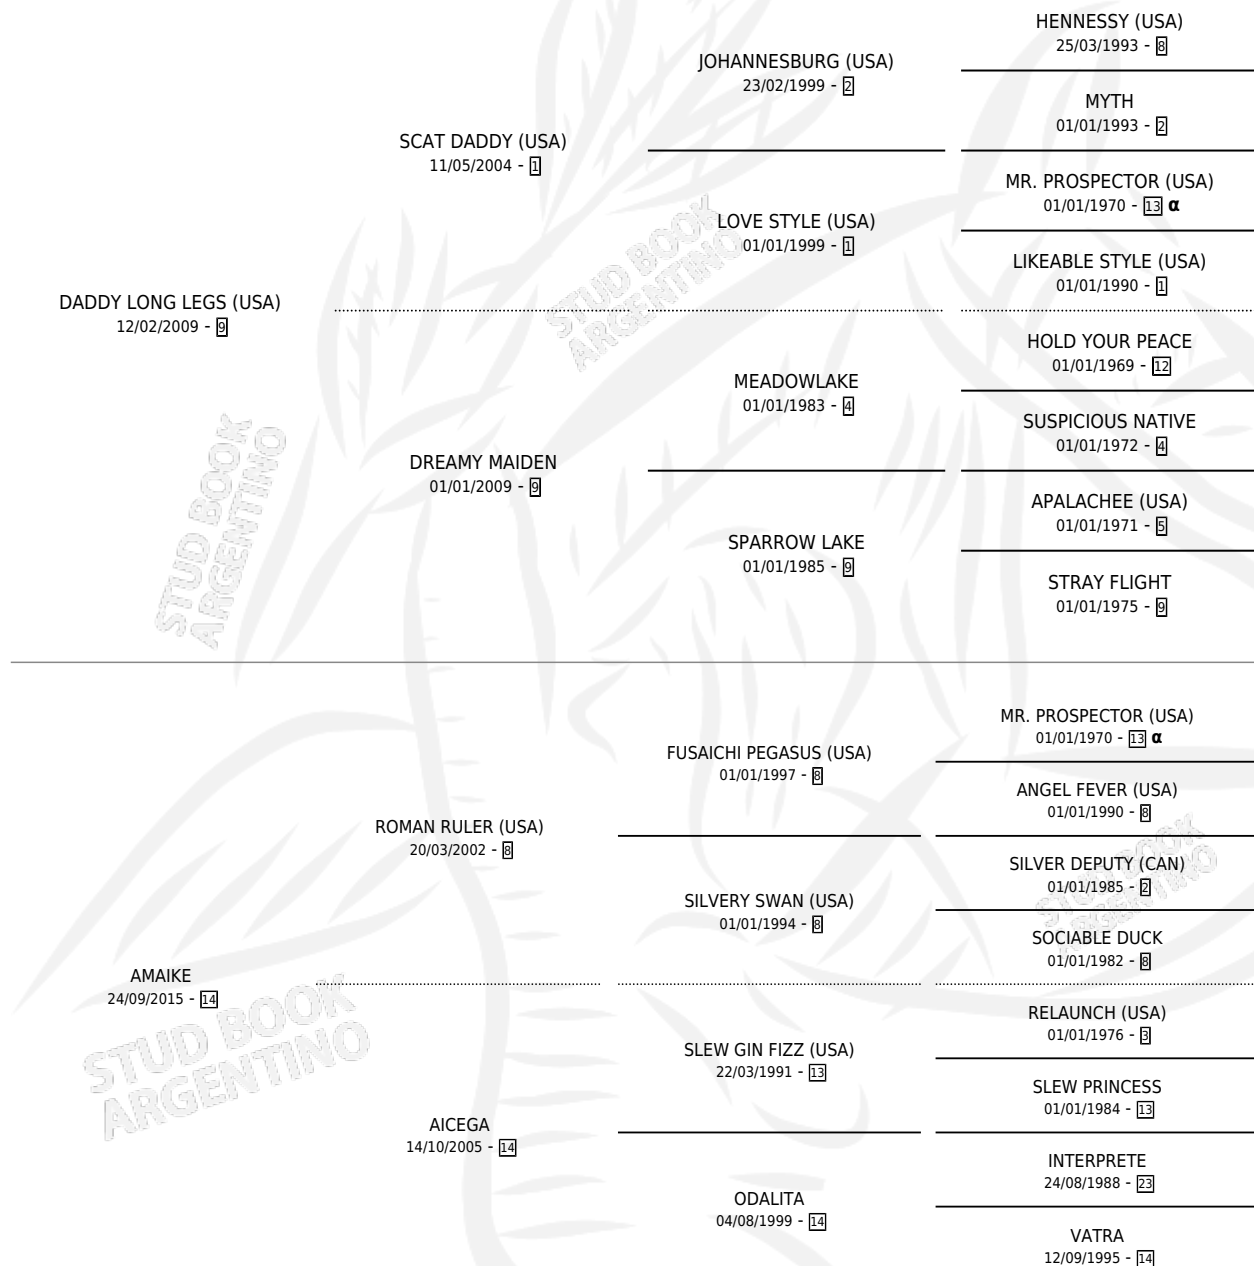 HENNESSY (USA)
25/03/1993 - 8
JOHANNESBURG (USA)
23/02/1999 - 2
MYTH
01/01/1993 - 2
SCAT DADDY (USA)
11/05/2004 - 1
MR. PROSPECTOR (USA)
01/01/1970 - 13 α
LOVE STYLE (USA)
01/01/1999 - 1
LIKEABLE STYLE (USA)
01/01/1990 - 1
DADDY LONG LEGS (USA)
12/02/2009 - 9
HOLD YOUR PEACE
01/01/1969 - 12
MEADOWLAKE
01/01/1983 - 4
SUSPICIOUS NATIVE
01/01/1972 - 4
DREAMY MAIDEN
01/01/2009 - 9
APALACHEE (USA)
01/01/1971 - 5
SPARROW LAKE
01/01/1985 - 9
STRAY FLIGHT
01/01/1975 - 9
MR. PROSPECTOR (USA)
01/01/1970 - 13 α
FUSAICHI PEGASUS (USA)
01/01/1997 - 8
ANGEL FEVER (USA)
01/01/1990 - 8
ROMAN RULER (USA)
20/03/2002 - 8
SILVER DEPUTY (CAN)
01/01/1985 - 2
SILVERY SWAN (USA)
01/01/1994 - 8
SOCIABLE DUCK
01/01/1982 - 8
AMAIKE
24/09/2015 - 14
RELAUNCH (USA)
01/01/1976 - 3
SLEW GIN FIZZ (USA)
22/03/1991 - 13
SLEW PRINCESS
01/01/1984 - 13
AICEGA
14/10/2005 - 14
INTERPRETE
24/08/1988 - 23
ODALITA
04/08/1999 - 14
VATRA
12/09/1995 - 14
STUD BOOK
ARGENTINO
STUD BOOK
ARGENTINO
STUD BOOK
ARGENTINO
STUD BOOK
ARGENTINO